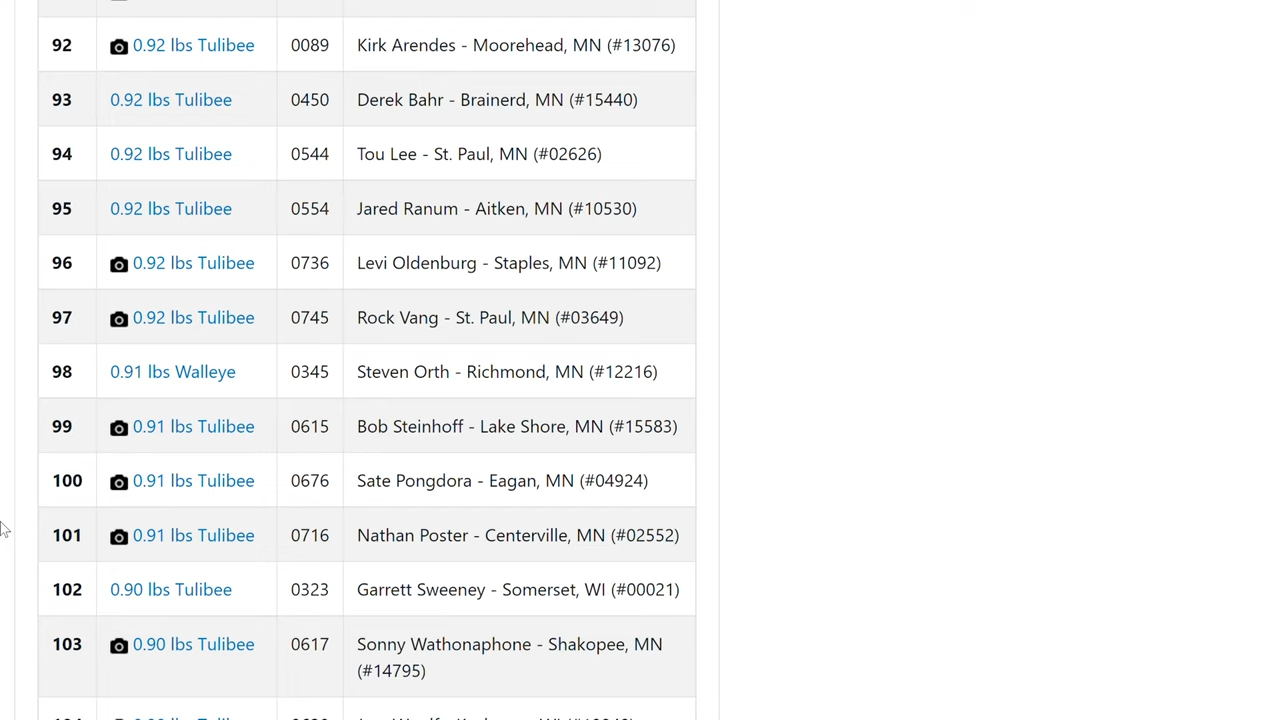 92 0.92 lbs Tulibee 0089 Kirk Arendes - Moorehead, MN (#13076)
93 0.92 lbs Tulibee 0450 Derek Bahr - Brainerd, MN (#15440)
94 0.92 lbs Tulibee 0544 Tou Lee - St. Paul, MN (#02626)
95 0.92 lbs Tulibee 0554 Jared Ranum - Aitken, MN (#10530)
96 0.92 lbs Tulibee 0736 Levi Oldenburg - Staples, MN (#11092)
97 0.92 lbs Tulibee 0745 Rock Vang - St. Paul, MN (#03649)
98 0.91 lbs Walleye 0345 Steven Orth - Richmond, MN (#12216)
99 0.91 lbs Tulibee 0615 Bob Steinhoff - Lake Shore, MN (#15583)
100 0.91 lbs Tulibee 0676 Sate Pongdora - Eagan, MN (#04924)
101 0.91 lbs Tulibee 0716 Nathan Poster - Centerville, MN (#02552)
102 0.90 lbs Tulibee 0323 Garrett Sweeney - Somerset, WI (#00021)
103 0.90 lbs Tulibee 0617 Sonny Wathonaphone - Shakopee, MN
(#14795)